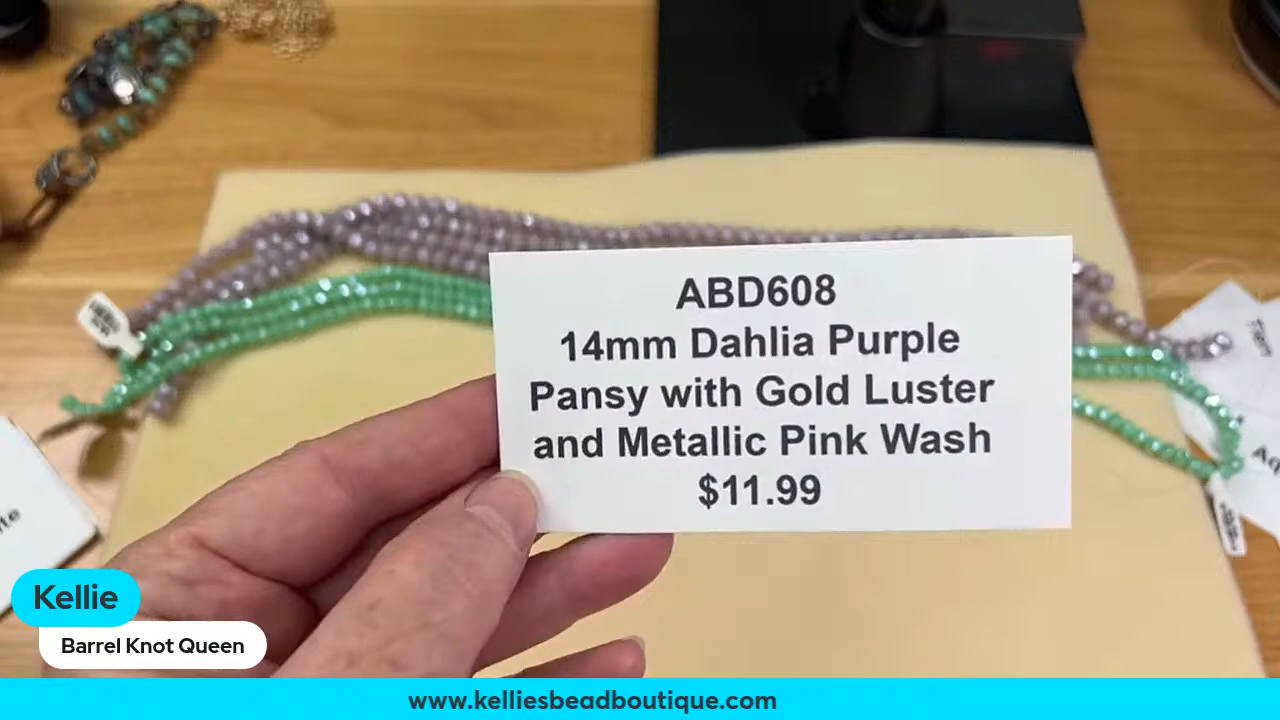 ABD608
14mm Dahlia Purple
Pansy with Gold Luster
and Metallic Pink Wash
$11.99
Kellie
Barrel Knot Queen
www.kelliesbeadboutique.com